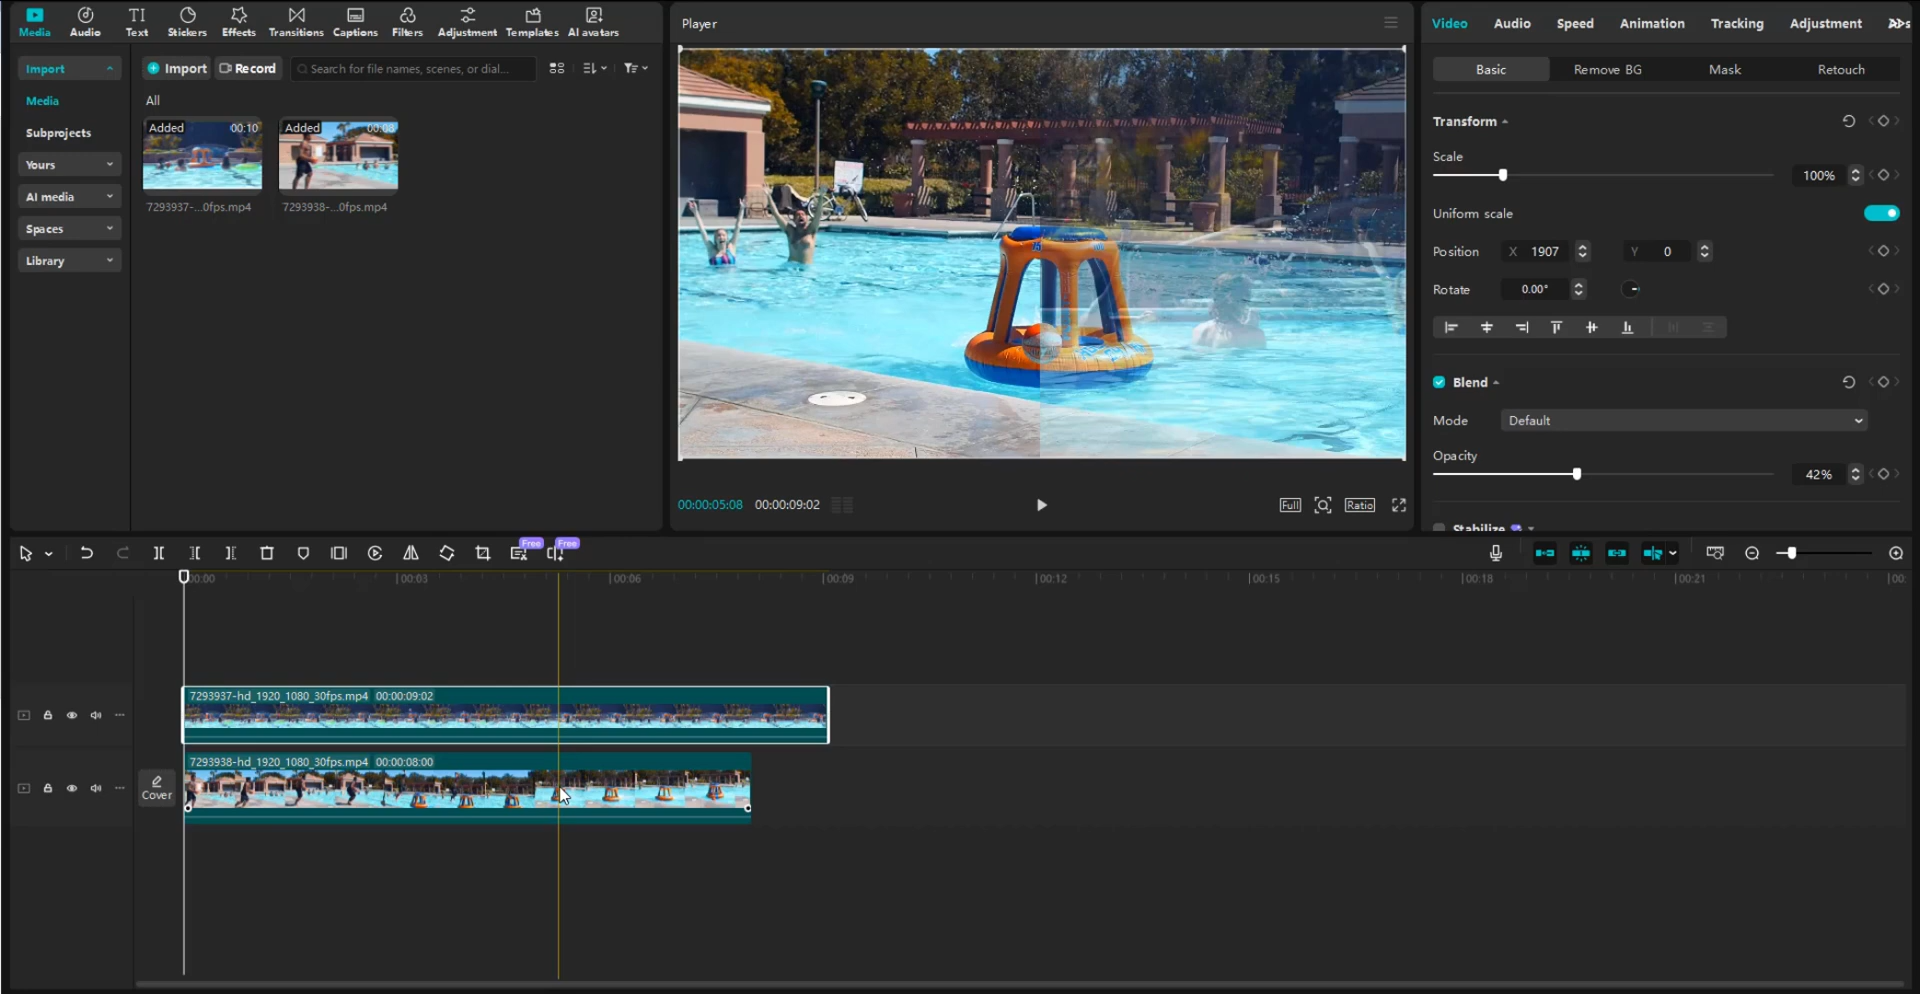 Media
Audio
Text
Stickers
Effects
Transitions
Captions
Filters
Adjustment
Templates
AI avatars
Import
Media
Subprojects
Yours
AI media
Spaces
Library
Import
Record
Search for file names, scenes, or dial...
All
Added 00:10
Added 00:08
7293937-...0fps.mp4
7293938-...0fps.mp4
Player
00:00:05:08 00:00:09:02
Full
Ratio
Video
Audio
Speed
Animation
Tracking
Adjustment
Basic
Remove BG
Mask
Retouch
Transform
Scale
100%
Uniform scale
Position X 1907 Y 0
Rotate 0.00°
Blend
Mode Default
Opacity
42%
Stabilize
Free
Free
00:00 00:03 00:06 00:09 00:12 00:15 00:18 00:21
7293937-hd_1920_1080_30fps.mp4 00:00:09:02
7293938-hd_1920_1080_30fps.mp4 00:00:08:00
Cover